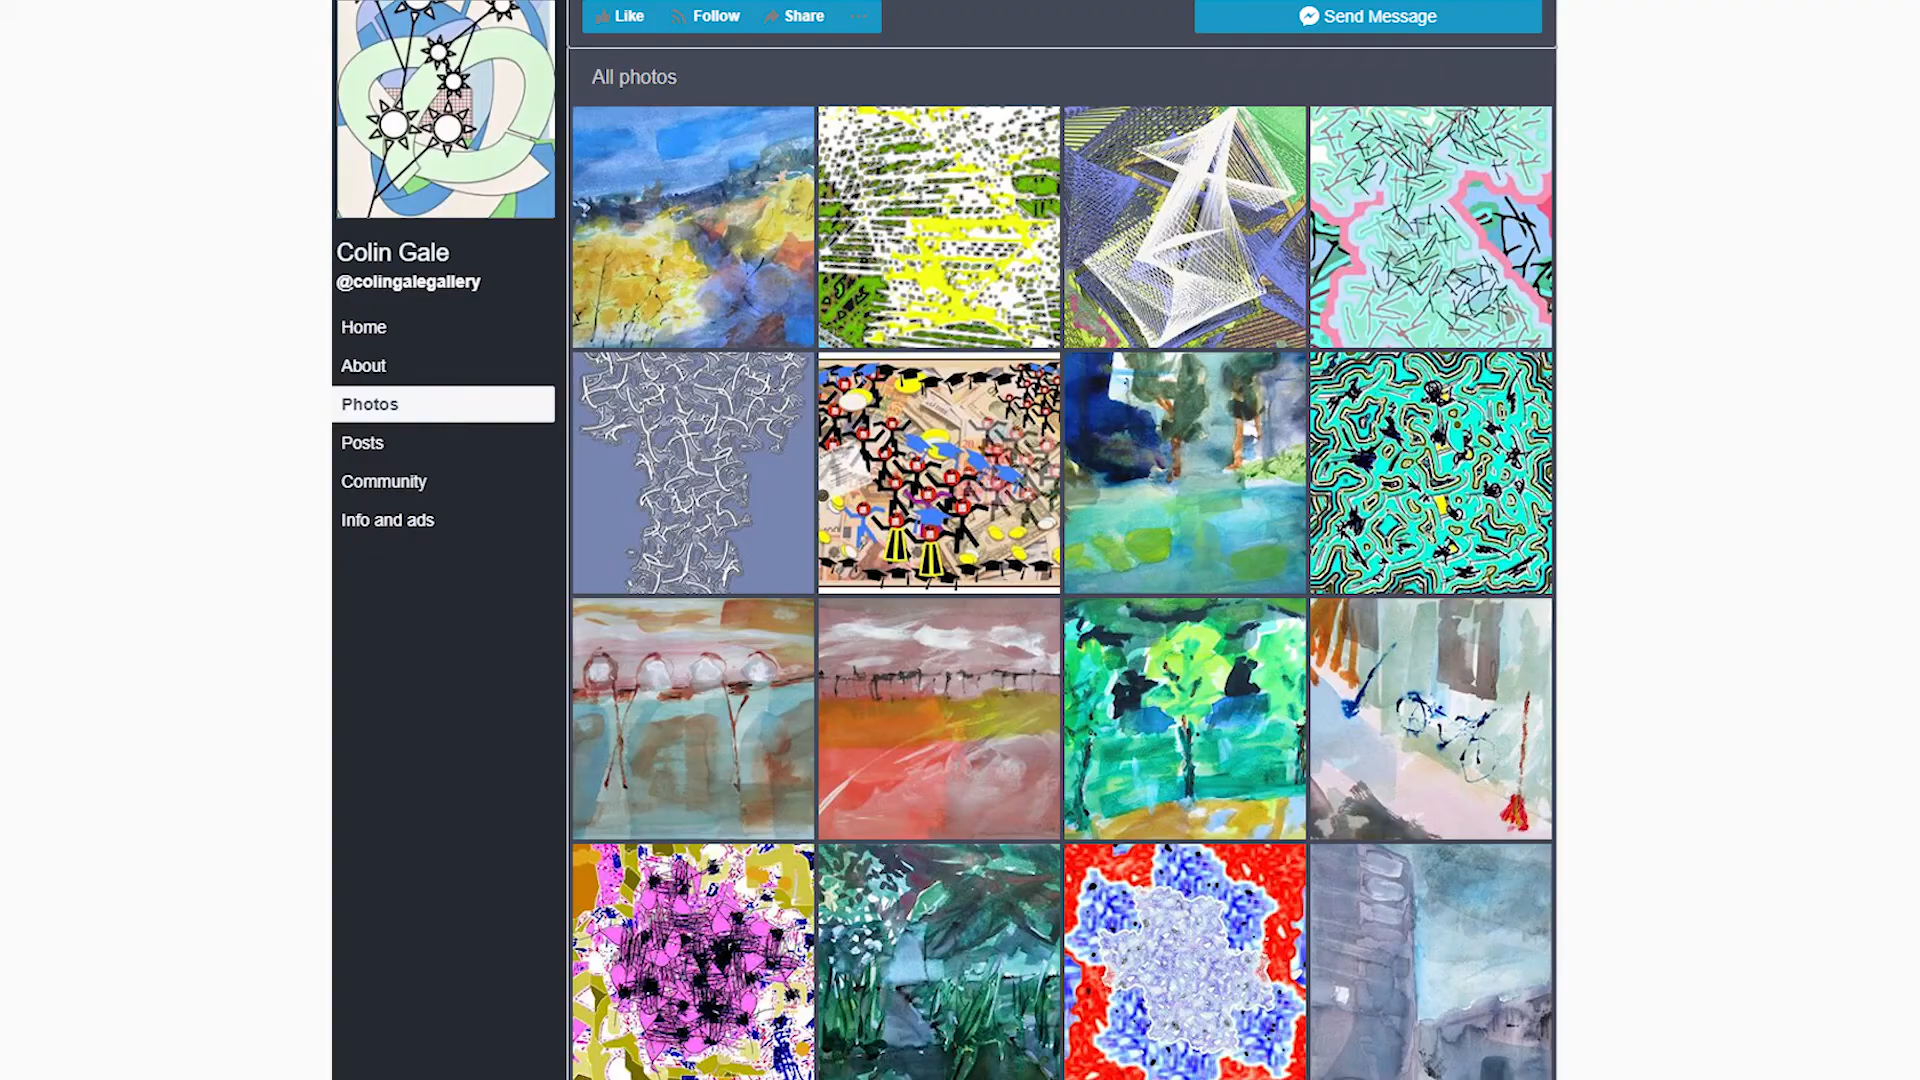 Like Follow Share ... Send Message
All photos
Colin Gale
@colingalegallery
Home
About
Photos
Posts
Community
Info and ads